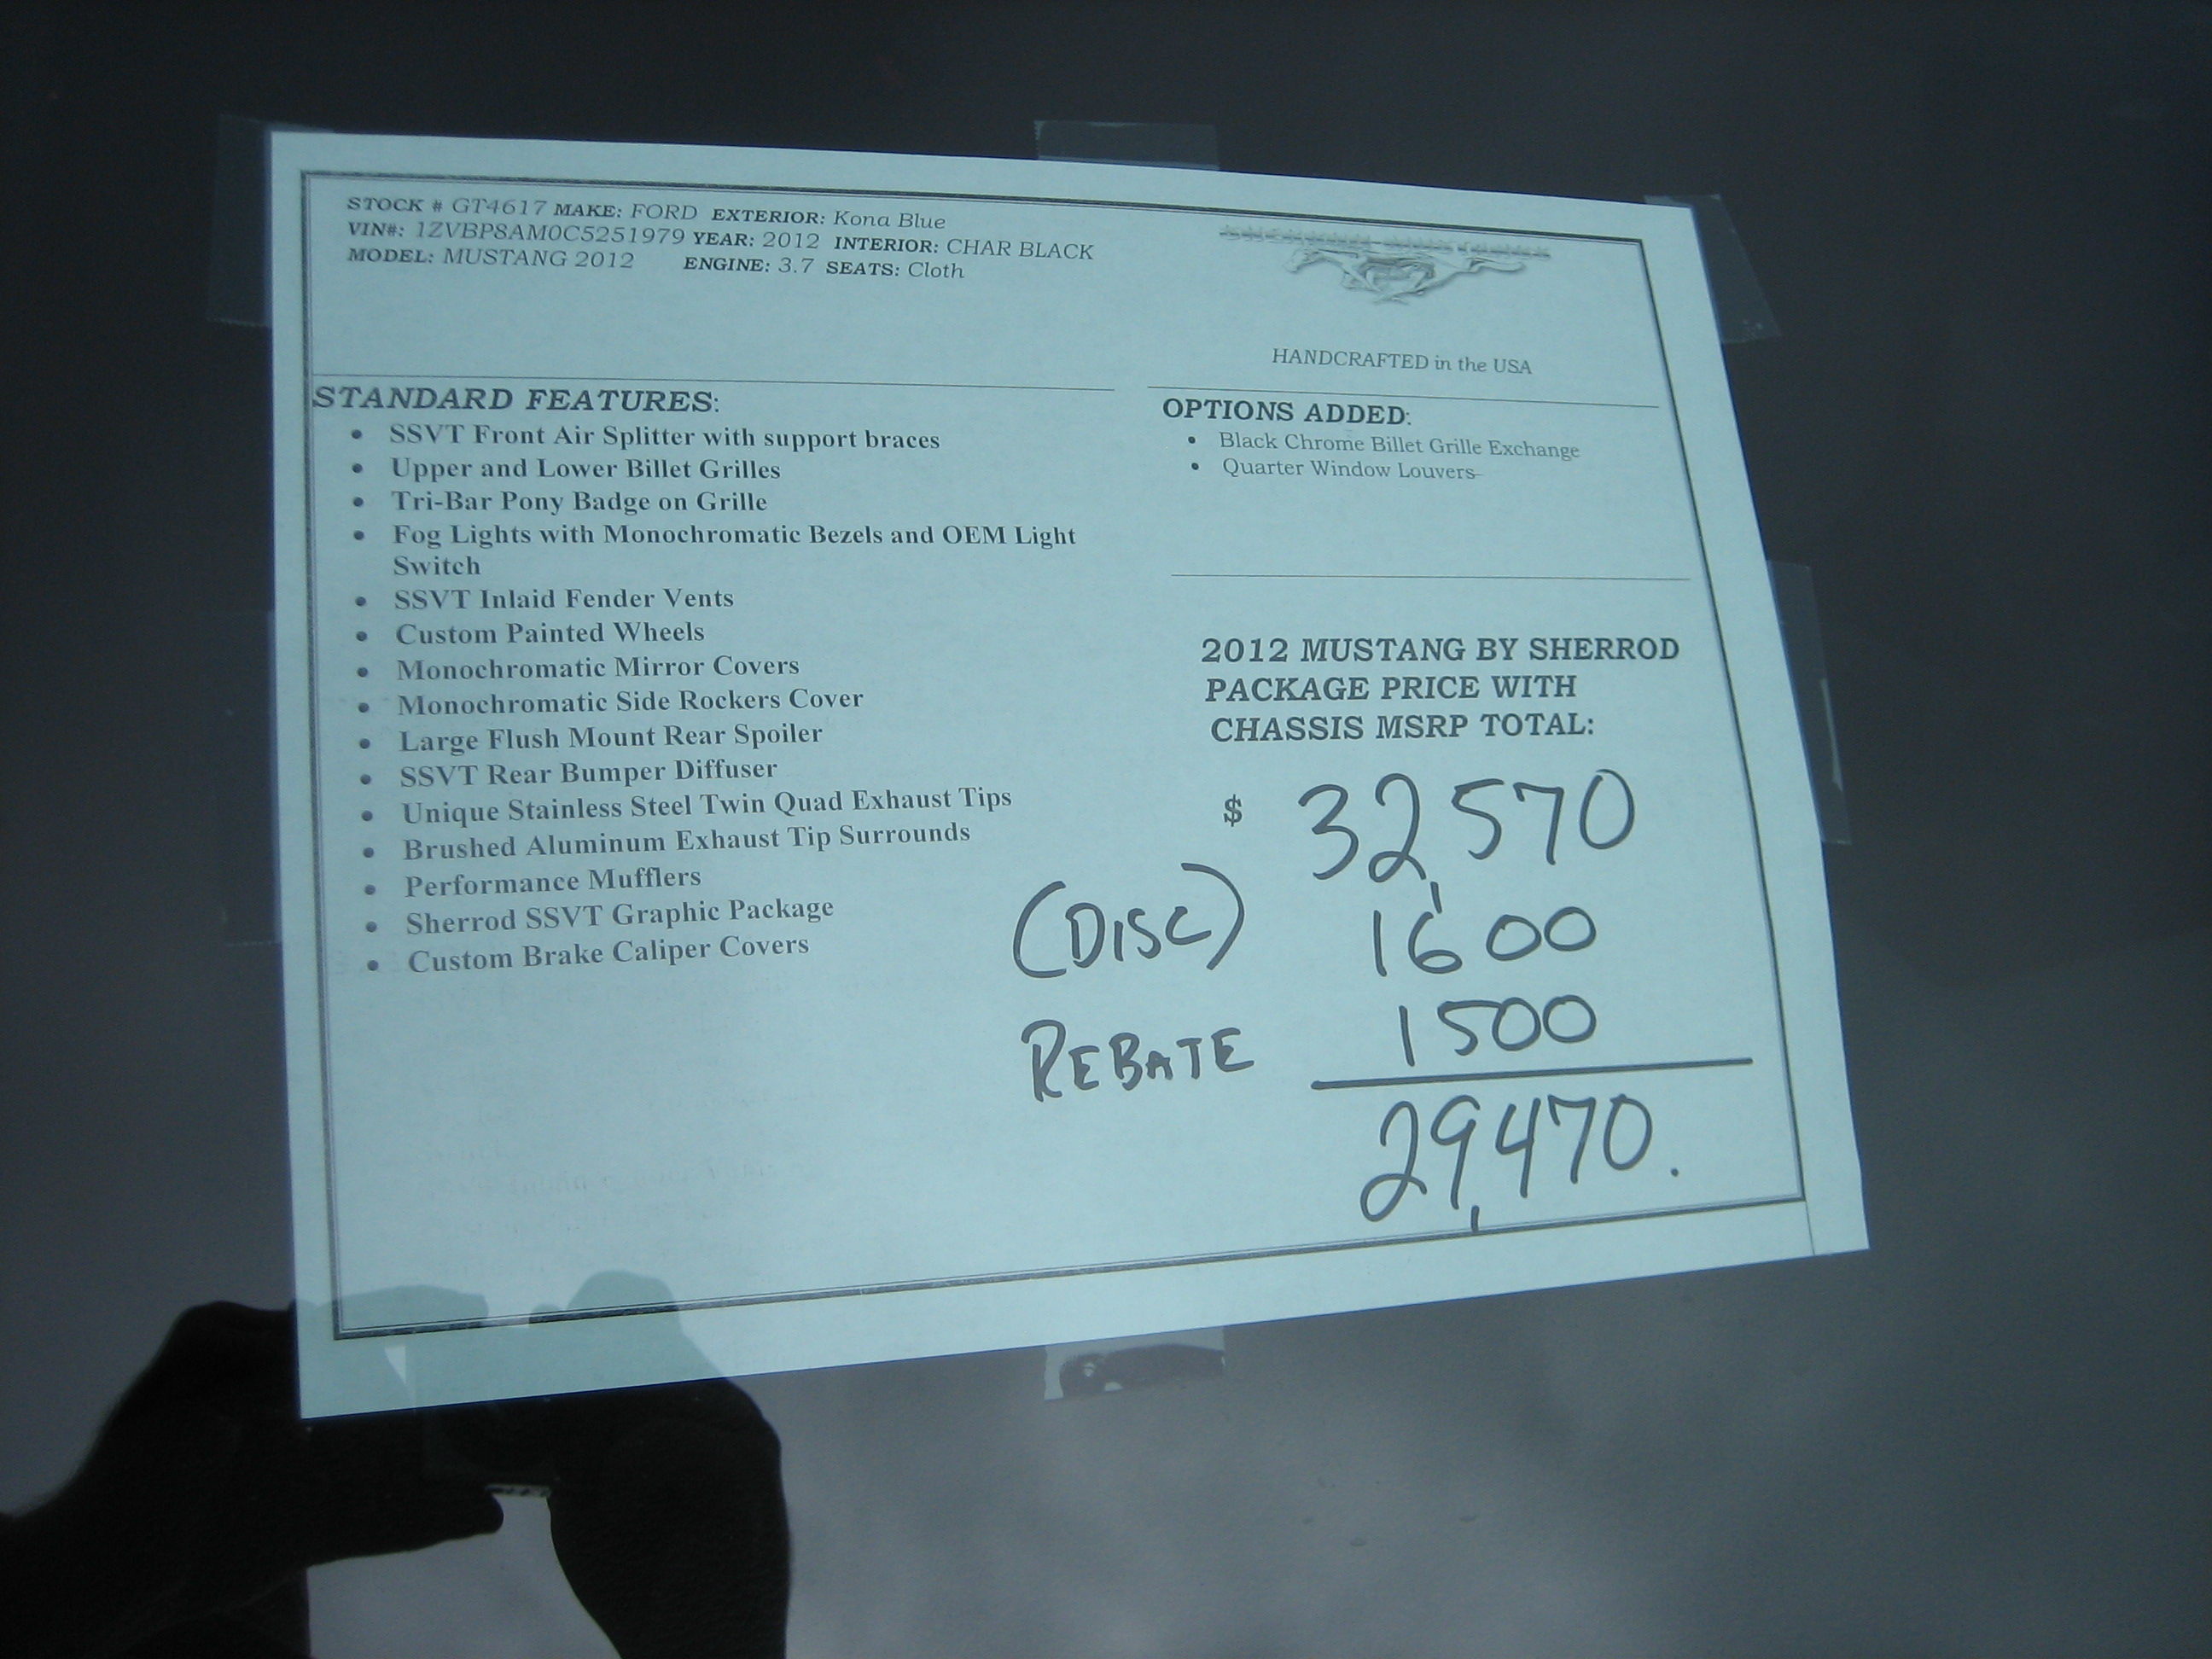 STOCK # GT4617 MAKE: FORD EXTERIOR: Kona Blue
VIN#: 1ZVBP8AM0C5251979 YEAR: 2012 INTERIOR: CHAR BLACK
MODEL: MUSTANG 2012 ENGINE: 3.7 SEATS: Cloth
HANDCRAFTED in the USA
STANDARD FEATURES:
• SSVT Front Air Splitter with support braces
• Upper and Lower Billet Grilles
• Tri-Bar Pony Badge on Grille
• Fog Lights with Monochromatic Bezels and OEM Light
Switch
• SSVT Inlaid Fender Vents
• Custom Painted Wheels
• Monochromatic Mirror Covers
• Monochromatic Side Rockers Cover
• Large Flush Mount Rear Spoiler
• SSVT Rear Bumper Diffuser
• Unique Stainless Steel Twin Quad Exhaust Tips
• Brushed Aluminum Exhaust Tip Surrounds
• Performance Mufflers
• Sherrod SSVT Graphic Package
• Custom Brake Caliper Covers
OPTIONS ADDED:
• Black Chrome Billet Grille Exchange
• Quarter Window Louvers
2012 MUSTANG BY SHERROD
PACKAGE PRICE WITH
CHASSIS MSRP TOTAL:
$ 32,570
(DISC) 1600
REBATE 1500
29,470.